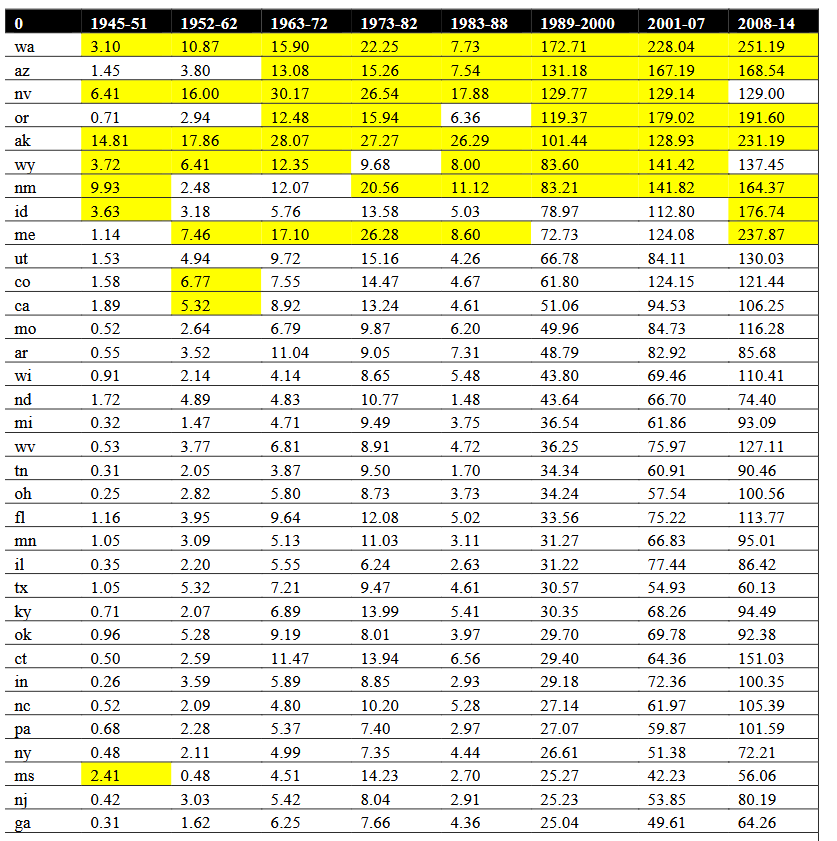 0 1945-51 1952-62 1963-72 1973-82 1983-88 1989-2000 2001-07 2008-14
wa 3.10 10.87 15.90 22.25 7.73 172.71 228.04 251.19
az 1.45 3.80 13.08 15.26 7.54 131.18 167.19 168.54
nv 6.41 16.00 30.17 26.54 17.88 129.77 129.14 129.00
or 0.71 2.94 12.48 15.94 6.36 119.37 179.02 191.60
ak 14.81 17.86 28.07 27.27 26.29 101.44 128.93 231.19
wy 3.72 6.41 12.35 9.68 8.00 83.60 141.42 137.45
nm 9.93 2.48 12.07 20.56 11.12 83.21 141.82 164.37
id 3.63 3.18 5.76 13.58 5.03 78.97 112.80 176.74
me 1.14 7.46 17.10 26.28 8.60 72.73 124.08 237.87
ut 1.53 4.94 9.72 15.16 4.26 66.78 84.11 130.03
co 1.58 6.77 7.55 14.47 4.67 61.80 124.15 121.44
ca 1.89 5.32 8.92 13.24 4.61 51.06 94.53 106.25
mo 0.52 2.64 6.79 9.87 6.20 49.96 84.73 116.28
ar 0.55 3.52 11.04 9.05 7.31 48.79 82.92 85.68
wi 0.91 2.14 4.14 8.65 5.48 43.80 69.46 110.41
nd 1.72 4.89 4.83 10.77 1.48 43.64 66.70 74.40
mi 0.32 1.47 4.71 9.49 3.75 36.54 61.86 93.09
wv 0.53 3.77 6.81 8.91 4.72 36.25 75.97 127.11
tn 0.31 2.05 3.87 9.50 1.70 34.34 60.91 90.46
oh 0.25 2.82 5.80 8.73 3.73 34.24 57.54 100.56
fl 1.16 3.95 9.64 12.08 5.02 33.56 75.22 113.77
mn 1.05 3.09 5.13 11.03 3.11 31.27 66.83 95.01
il 0.35 2.20 5.55 6.24 2.63 31.22 77.44 86.42
tx 1.05 5.32 7.21 9.47 4.61 30.57 54.93 60.13
ky 0.71 2.07 6.89 13.99 5.41 30.35 68.26 94.49
ok 0.96 5.28 9.19 8.01 3.97 29.70 69.78 92.38
ct 0.50 2.59 11.47 13.94 6.56 29.40 64.36 151.03
in 0.26 3.59 5.89 8.85 2.93 29.18 72.36 100.35
nc 0.52 2.09 4.80 10.20 5.28 27.14 61.97 105.39
pa 0.68 2.28 5.37 7.40 2.97 27.07 59.87 101.59
ny 0.48 2.11 4.99 7.35 4.44 26.61 51.38 72.21
ms 2.41 0.48 4.51 14.23 2.70 25.27 42.23 56.06
nj 0.42 3.03 5.42 8.04 2.91 25.23 53.85 80.19
ga 0.31 1.62 6.25 7.66 4.36 25.04 49.61 64.26